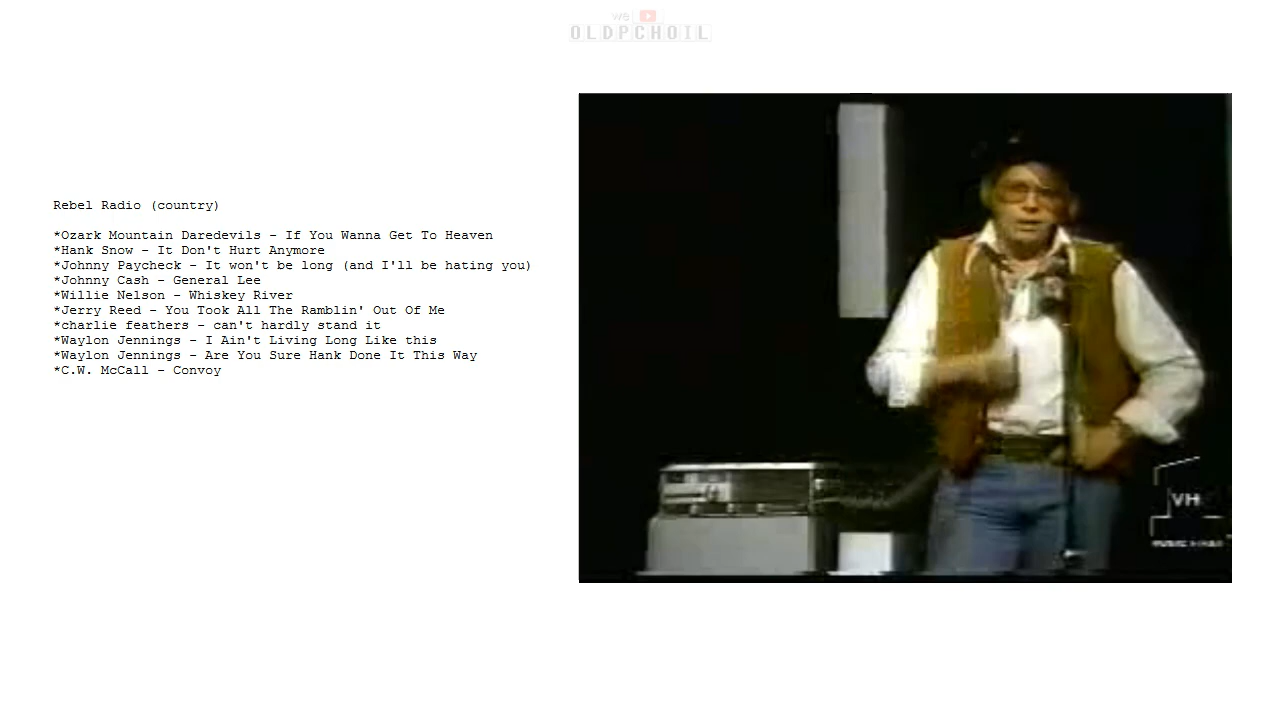 we
OLDPCHOIL
Rebel Radio (country)
*Ozark Mountain Daredevils - If You Wanna Get To Heaven
*Hank Snow - It Don't Hurt Anymore
*Johnny Paycheck - It won't be long (and I'll be hating you)
*Johnny Cash - General Lee
*Willie Nelson - Whiskey River
*Jerry Reed - You Took All The Ramblin' Out Of Me
*charlie feathers - can't hardly stand it
*Waylon Jennings - I Ain't Living Long Like this
*Waylon Jennings - Are You Sure Hank Done It This Way
*C.W. McCall - Convoy
VH